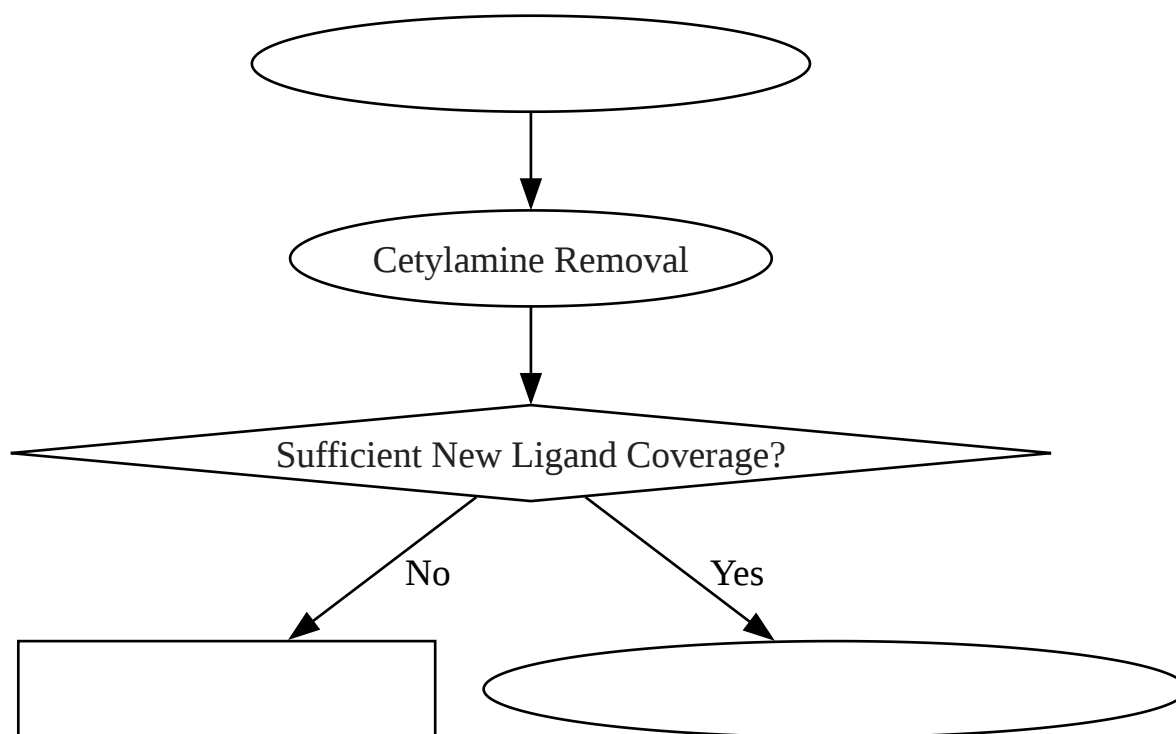 Cetylamine Removal
Sufficient New Ligand Coverage?
No
Yes